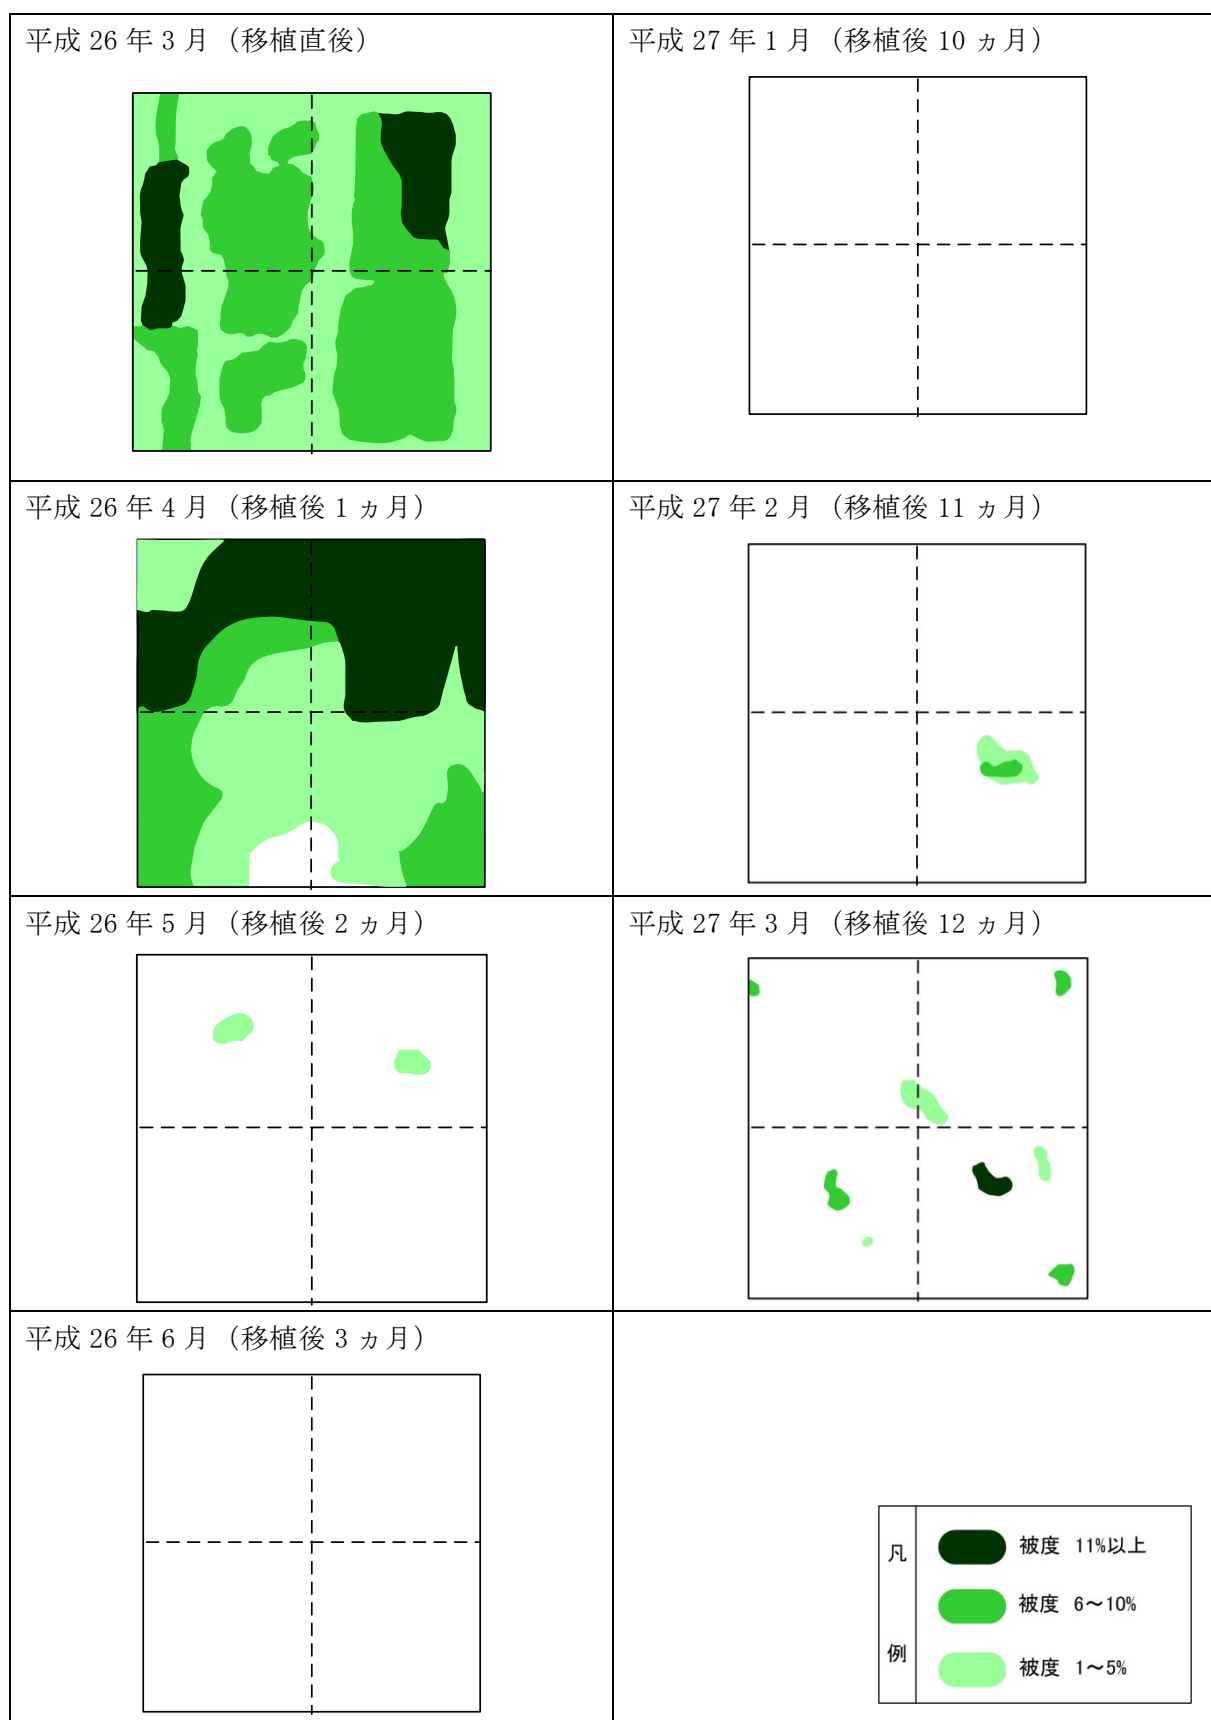 平成 26 年 3 月（移植直後）
平成 27 年 1 月（移植後 10 ヵ月）
平成 26 年 4 月（移植後 1 ヵ月）
平成 27 年 2 月（移植後 11 ヵ月）
平成 26 年 5 月（移植後 2 ヵ月）
平成 27 年 3 月（移植後 12 ヵ月）
平成 26 年 6 月（移植後 3 ヵ月）
凡例
被度 11%以上
被度 6～10%
被度 1～5%